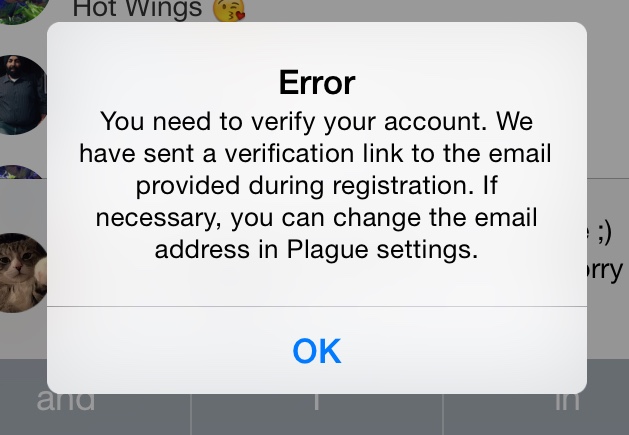 Hot Wings 😘
Error
You need to verify your account. We
have sent a verification link to the email
provided during registration. If
necessary, you can change the email
address in Plague settings.
;)
OK
and
I
in